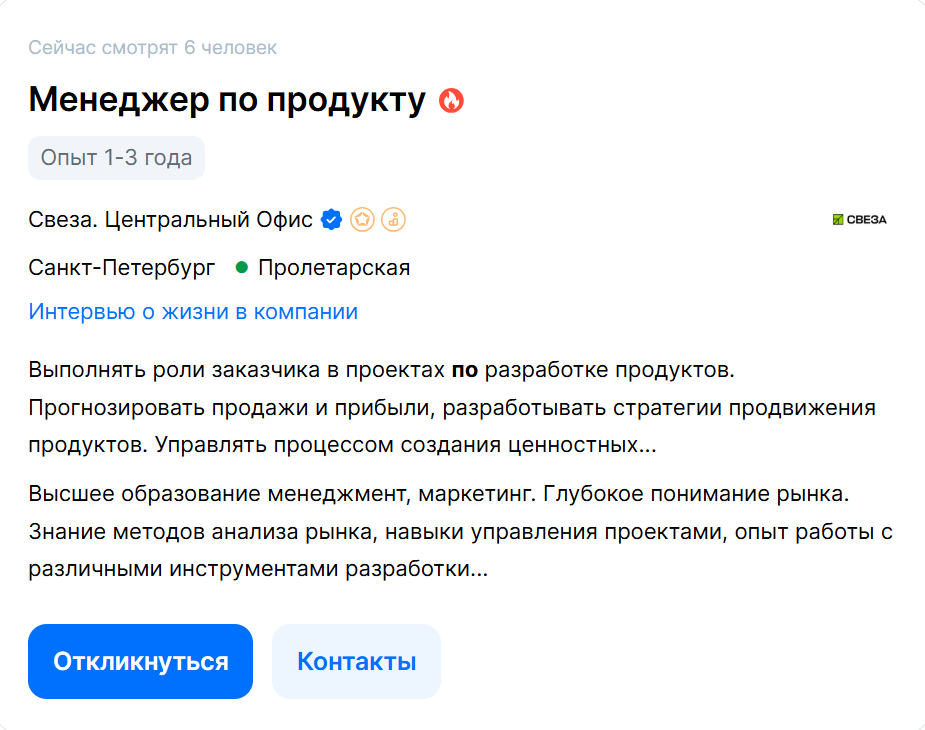 Сейчас смотрят 6 человек
Менеджер по продукту
Опыт 1-3 года
Свеза. Центральный Офис
СВЕЗА
Санкт-Петербург Пролетарская
Интервью о жизни в компании
Выполнять роли заказчика в проектах по разработке продуктов.
Прогнозировать продажи и прибыли, разработывать стратегии продвижения
продуктов. Управлять процессом создания ценностных...
Высшее образование менеджмент, маркетинг. Глубокое понимание рынка.
Знание методов анализа рынка, навыки управления проектами, опыт работы с
различными инструментами разработки...
Откликнуться Контакты